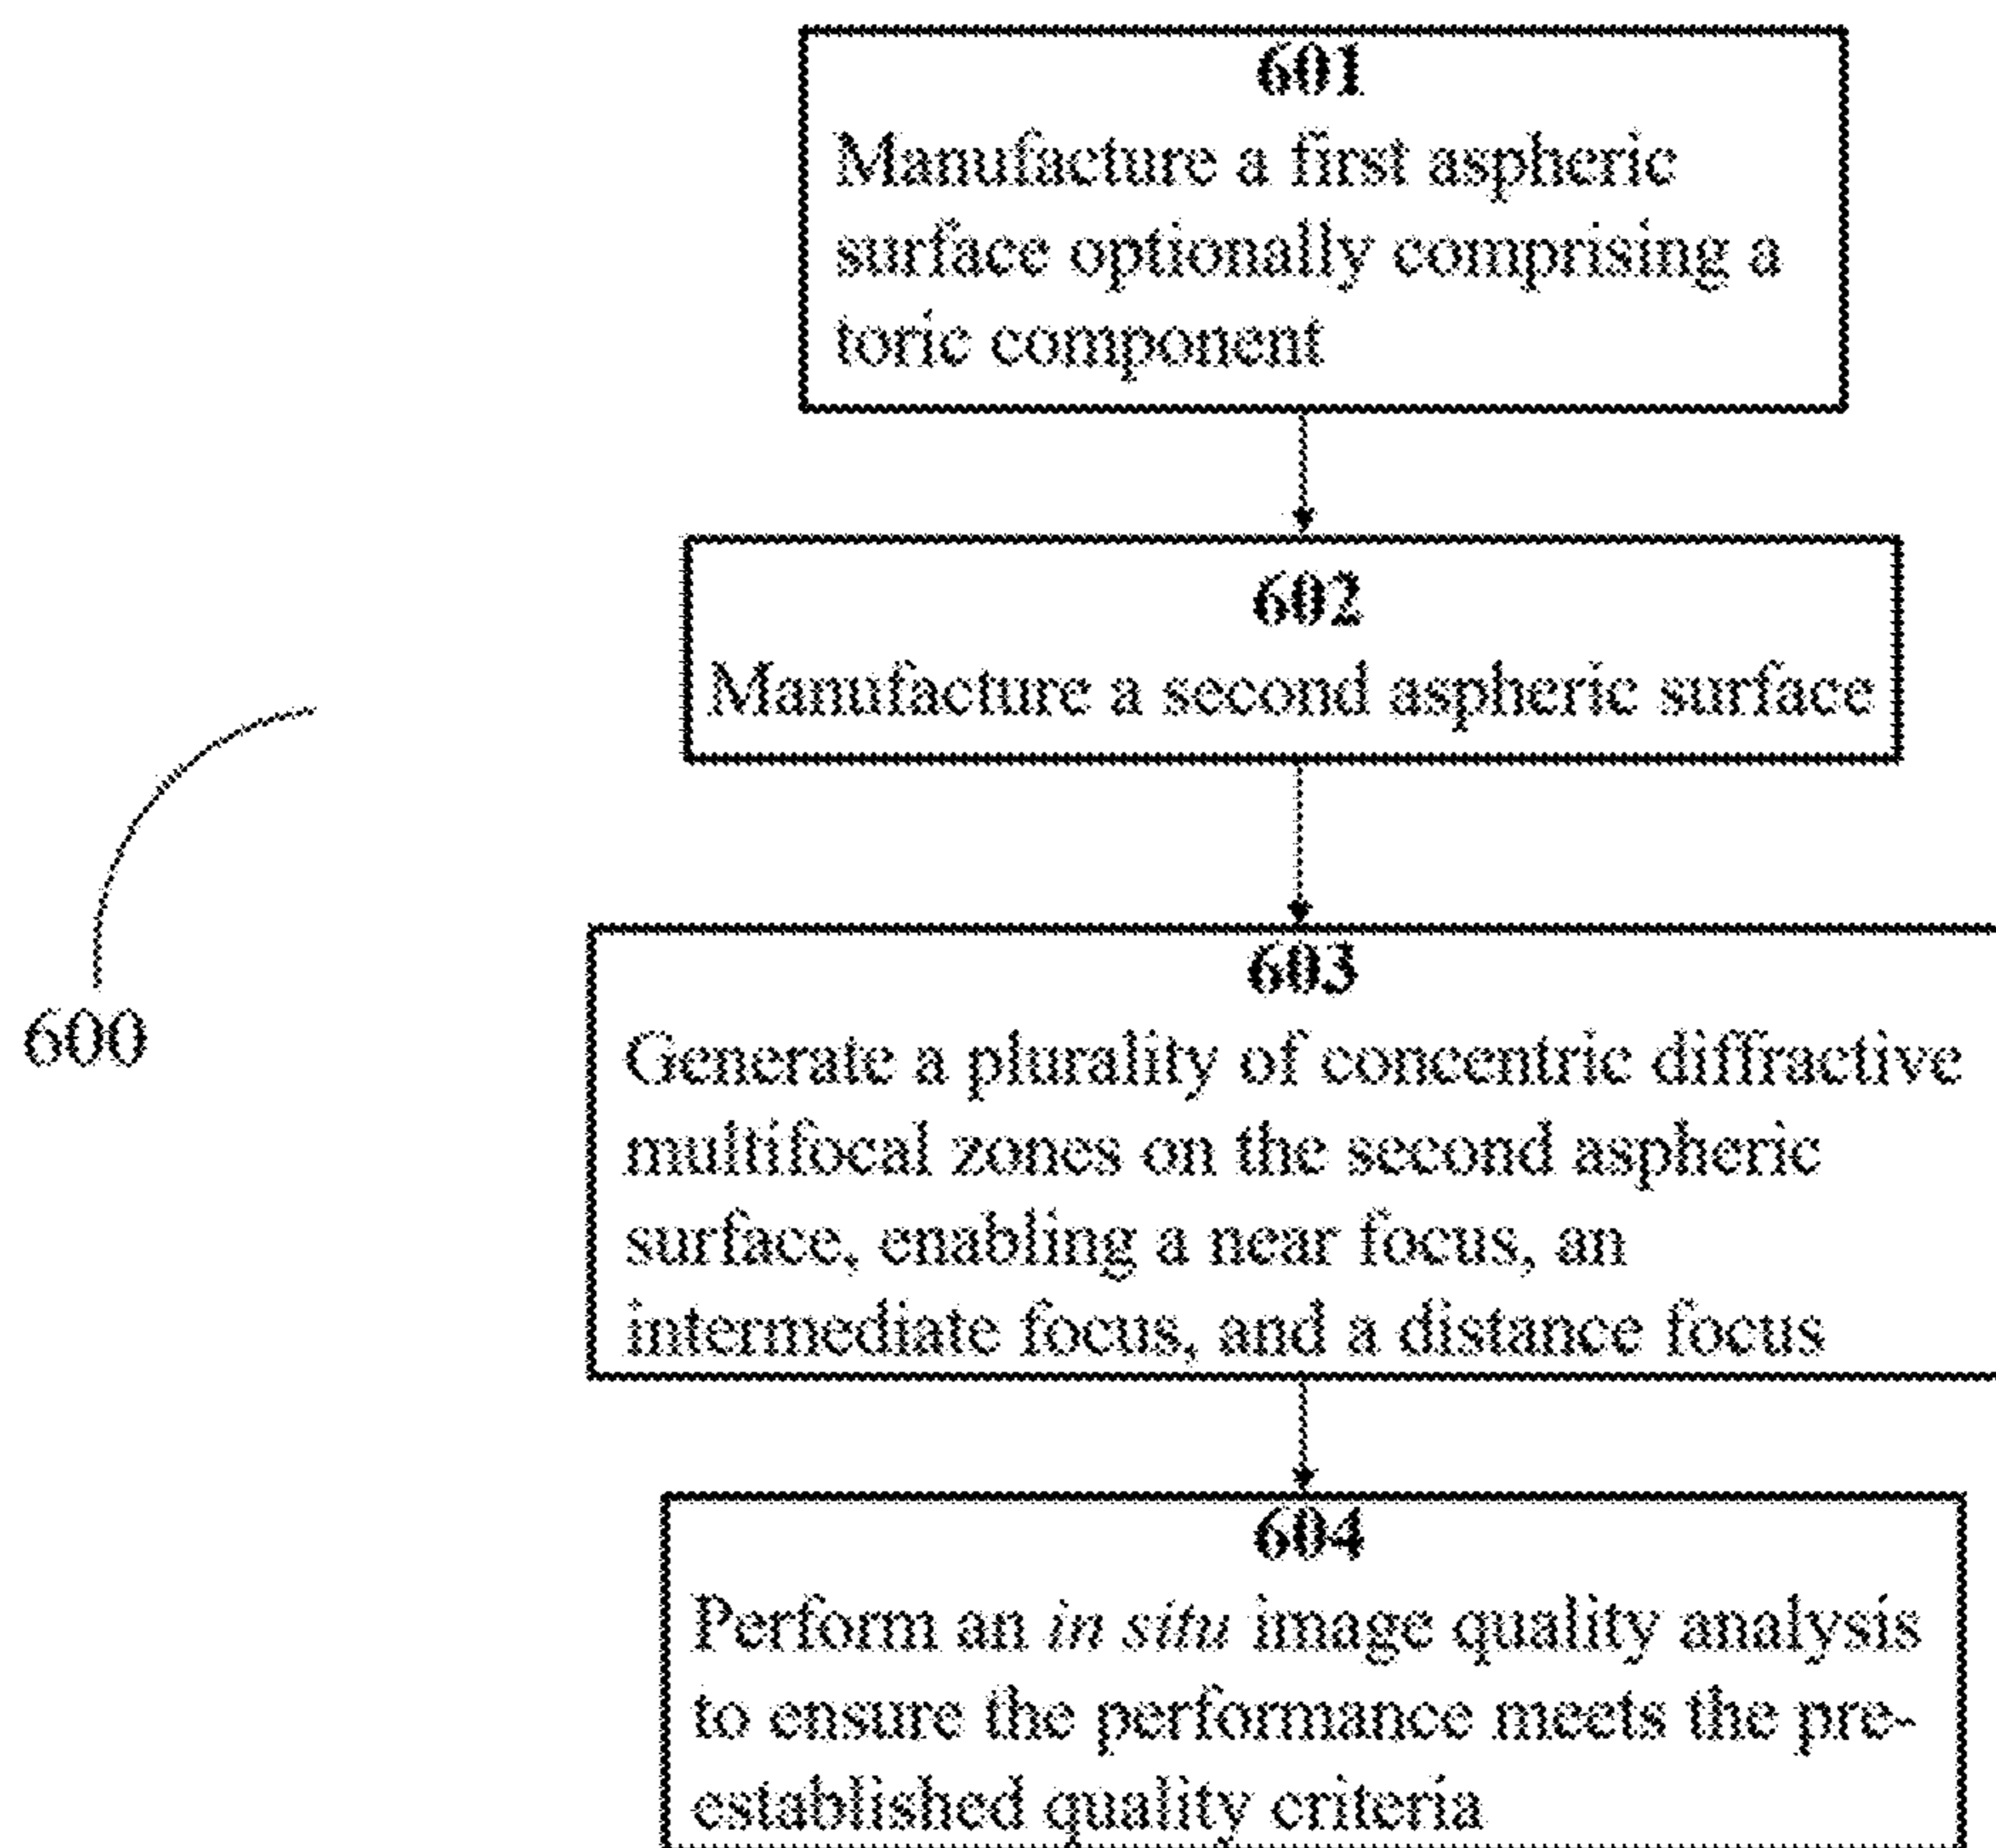 601
Manufacture a first aspheric
surface optionally comprising a
toric component
602
Manufacture a second aspheric surface
603
Generate a plurality of concentric diffractive
multifocal zones on the second aspheric
surface, enabling a near focus, an
intermediate focus, and a distance focus
600
604
Perform an in situ image quality analysis
to ensure the performance meets the pre-
established quality criteria